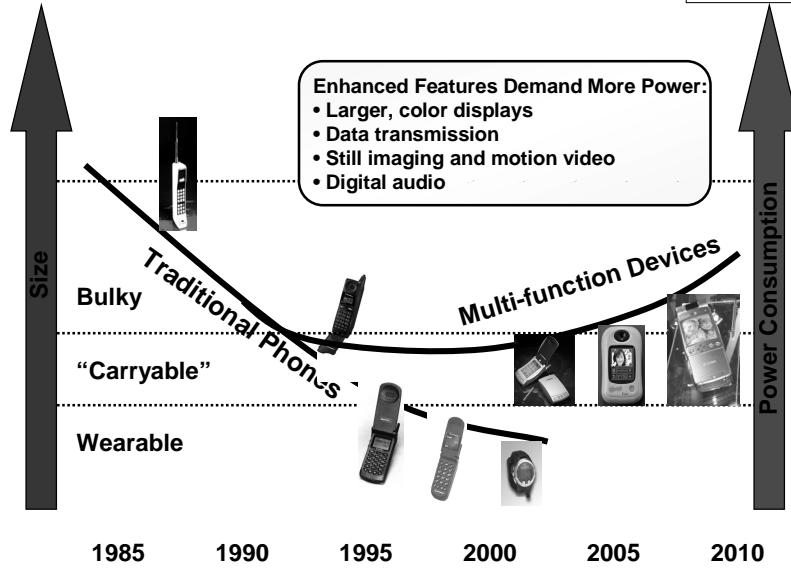 Enhanced Features Demand More Power:
• Larger, color displays
• Data transmission
• Still imaging and motion video
• Digital audio
Size
Power Consumption
Traditional Phones
Multi-function Devices
Bulky
“Carryable”
Wearable
1985 1990 1995 2000 2005 2010